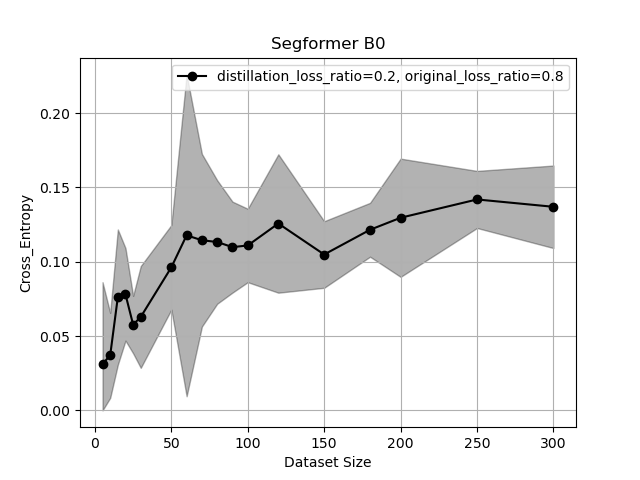 Segformer B0
distillation_loss_ratio=0.2, original_loss_ratio=0.8
0.20
0.15
0.10
0.05
0.00
Cross_Entropy
0 50 100 150 200 250 300
Dataset Size